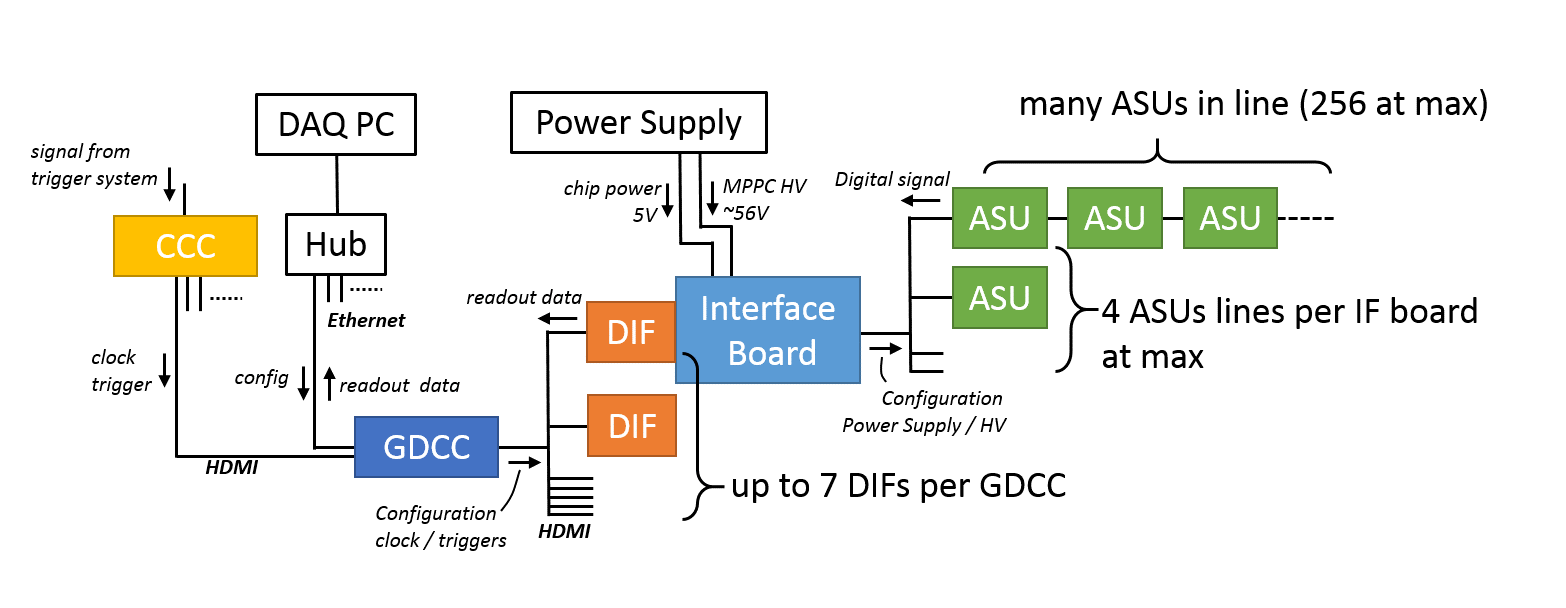 many ASUs in line (256 at max)
DAQ PC
Power Supply
signal from
trigger system
chip power
5V
MPPC HV
~56V
Digital signal
ASU
ASU
ASU
CCC
Hub
Ethernet
readout data
DIF
Interface
Board
ASU
4 ASUs lines per IF board
at max
clock
trigger
config
readout data
Configuration
Power Supply / HV
DIF
GDCC
HDMI
up to 7 DIFs per GDCC
Configuration
clock / triggers
HDMI